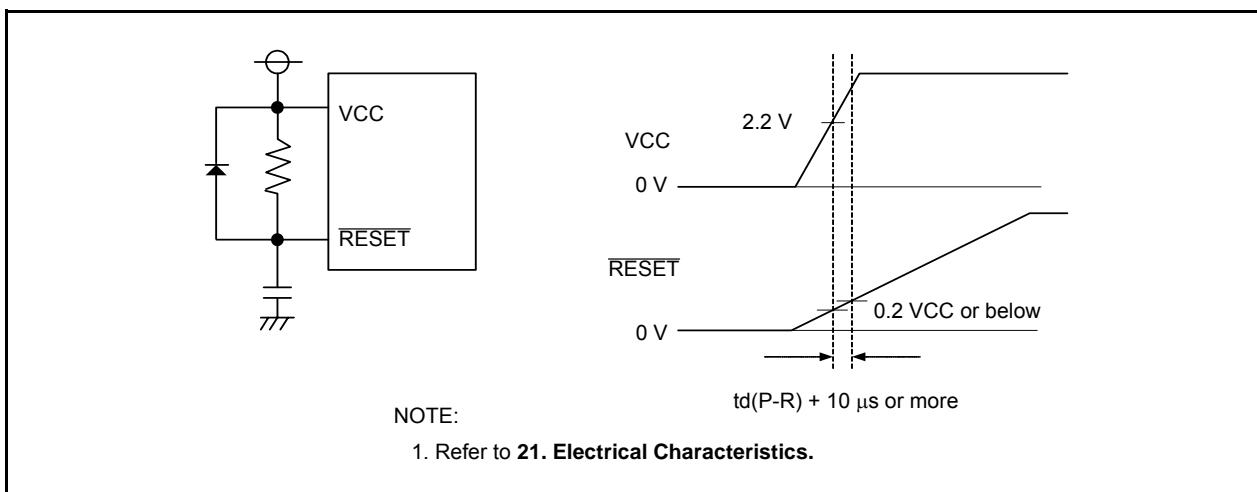 VCC
RESET
2.2 V
VCC
0 V
RESET
0.2 VCC or below
0 V
td(P-R) + 10 μs or more
NOTE:
1. Refer to 21. Electrical Characteristics.